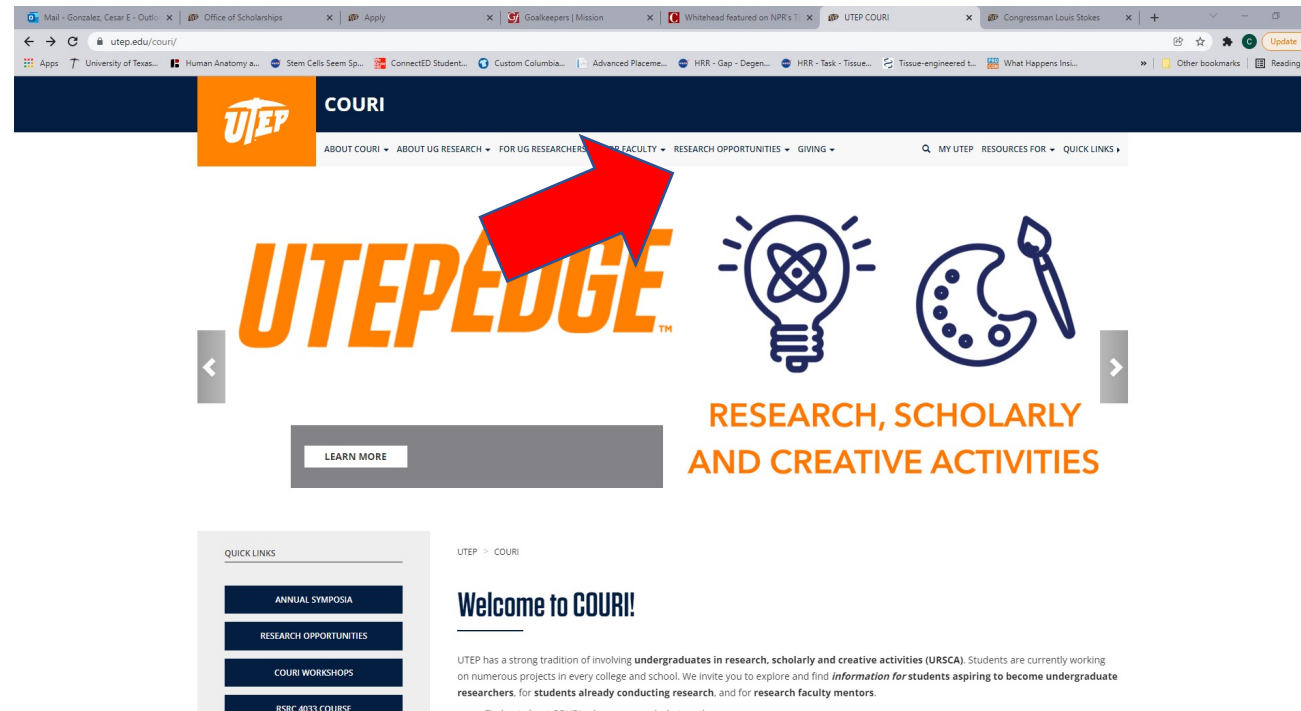 Mail - Gonzalez, Cesar E - Outlo
Office of Scholarships
Apply
Goalkeepers | Mission
Whitehead featured on NPR's T
UTEP COURI
Congressman Louis Stokes
utep.edu/couri/
Update
Apps
University of Texas...
Human Anatomy a...
Stem Cells Seem Sp...
ConnectED Student...
Custom Columbia...
Advanced Placeme...
HRR - Gap - Degen...
HRR - Task - Tissue...
Tissue-engineered t...
What Happens Insi...
Other bookmarks
Reading
UTEP
COURI
ABOUT COURI
ABOUT UG RESEARCH
FOR UG RESEARCHERS
FACULTY
RESEARCH OPPORTUNITIES
GIVING
MY UTEP
RESOURCES FOR
QUICK LINKS
UTEPEDGE™
RESEARCH, SCHOLARLY
AND CREATIVE ACTIVITIES
LEARN MORE
QUICK LINKS
ANNUAL SYMPOSIA
RESEARCH OPPORTUNITIES
COURI WORKSHOPS
RSRC 4033 COURSE
UTEP > COURI
Welcome to COURI!
UTEP has a strong tradition of involving undergraduates in research, scholarly and creative activities (URSCA). Students are currently working
on numerous projects in every college and school. We invite you to explore and find information for students aspiring to become undergraduate
researchers, for students already conducting research, and for research faculty mentors.